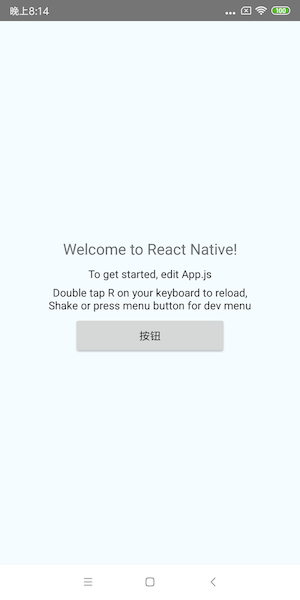 晚上8:14
100
Welcome to React Native!
To get started, edit App.js
Double tap R on your keyboard to reload,
Shake or press menu button for dev menu
按钮